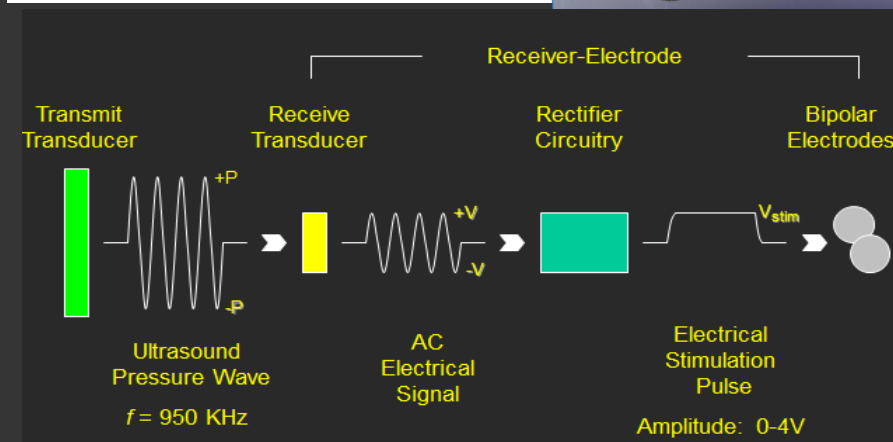 Receiver-Electrode
Transmit
Transducer
Receive
Transducer
Rectifier
Circuitry
Bipolar
Electrodes
+P
-P
+V
-V
Vstim
Ultrasound
Pressure Wave
f = 950 KHz
AC
Electrical
Signal
Electrical
Stimulation
Pulse
Amplitude: 0-4V